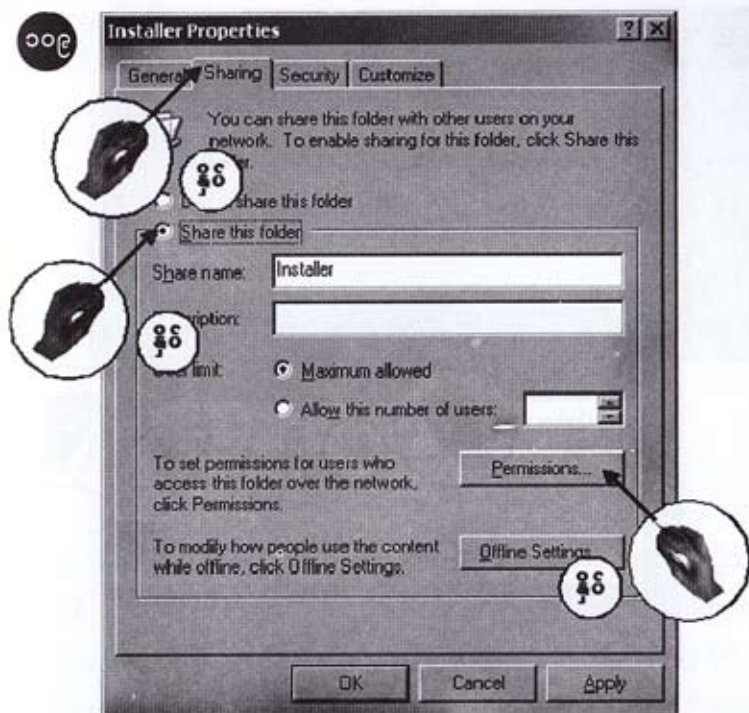 Installer Properties
General Sharing Security Customize
You can share this folder with other users on your
network. To enable sharing for this folder, click Share this
နှိပ်
share this folder
Share this folder
Share name: Installer
နှိပ်
User limit: Maximum allowed
Allow this number of users:
To set permissions for users who
access this folder over the network,
click Permissions.
Permissions...
To modify how people use the content
while offline, click Offline Settings.
Offline Settings
နှိပ်
OK Cancel Apply